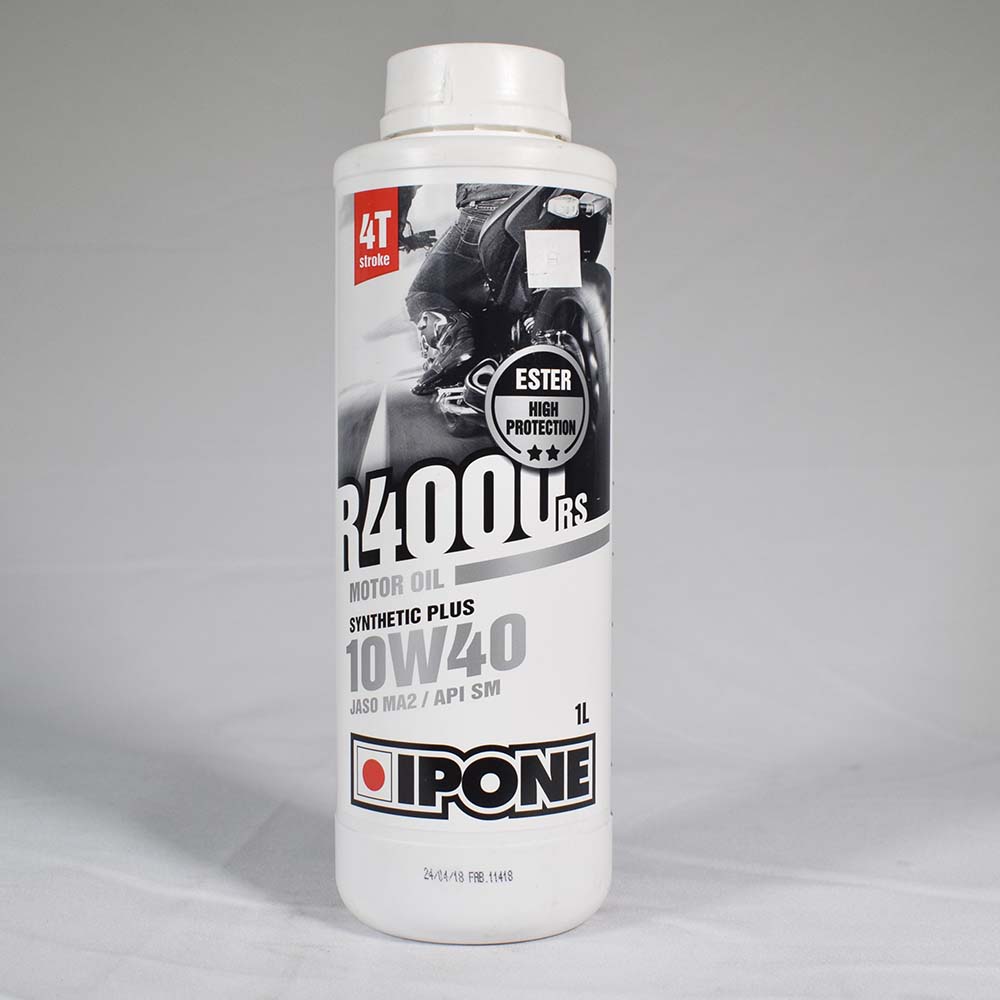 4T
stroke
ESTER
HIGH
PROTECTION
R4000RS
MOTOR OIL
SYNTHETIC PLUS
10W40
JASO MA2 / API SM
1L
IPONE
24/04/18 FAB.11418